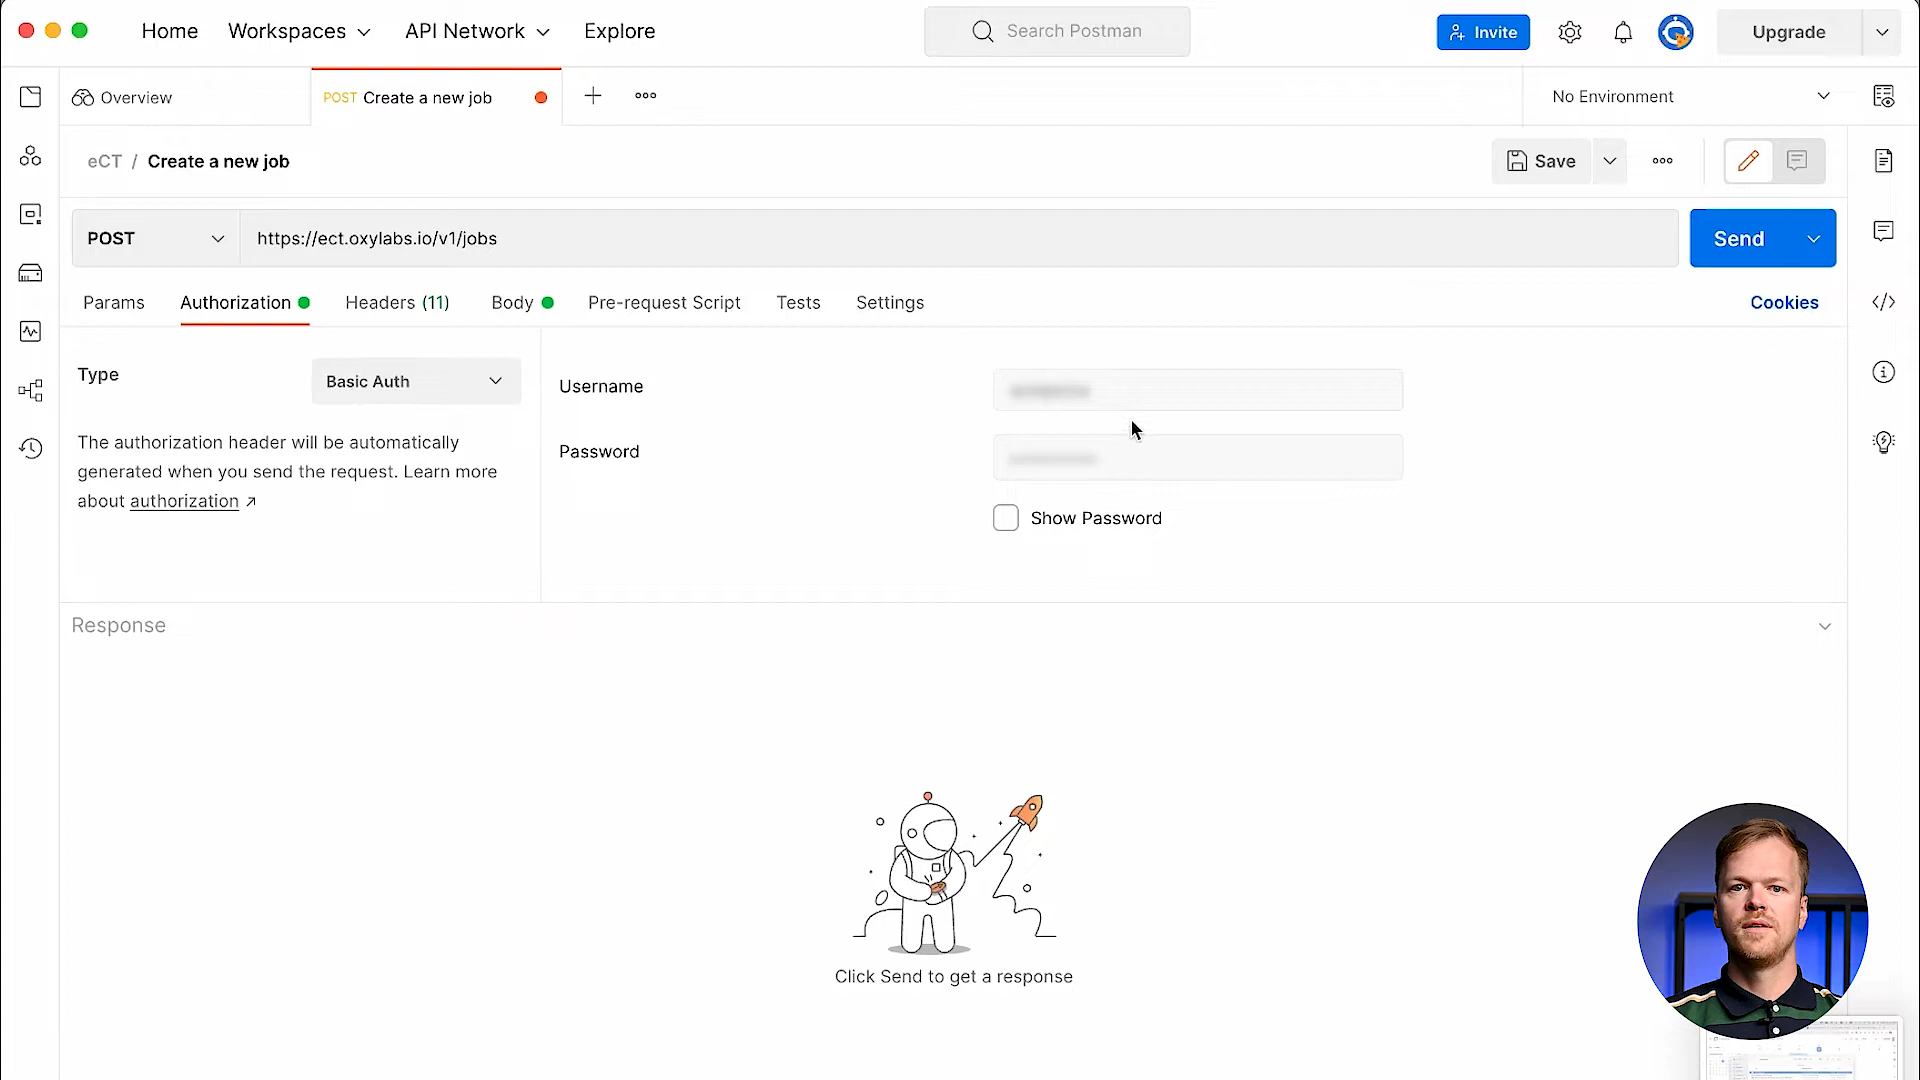 Home
Workspaces
API Network
Explore
Search Postman
Invite
Upgrade
Overview
POST Create a new job
No Environment
eCT / Create a new job
Save
POST
https://ect.oxylabs.io/v1/jobs
Send
Params
Authorization
Headers (11)
Body
Pre-request Script
Tests
Settings
Cookies
Type
Basic Auth
The authorization header will be automatically
generated when you send the request. Learn more
about authorization ↗
Username
Password
Show Password
Response
Click Send to get a response